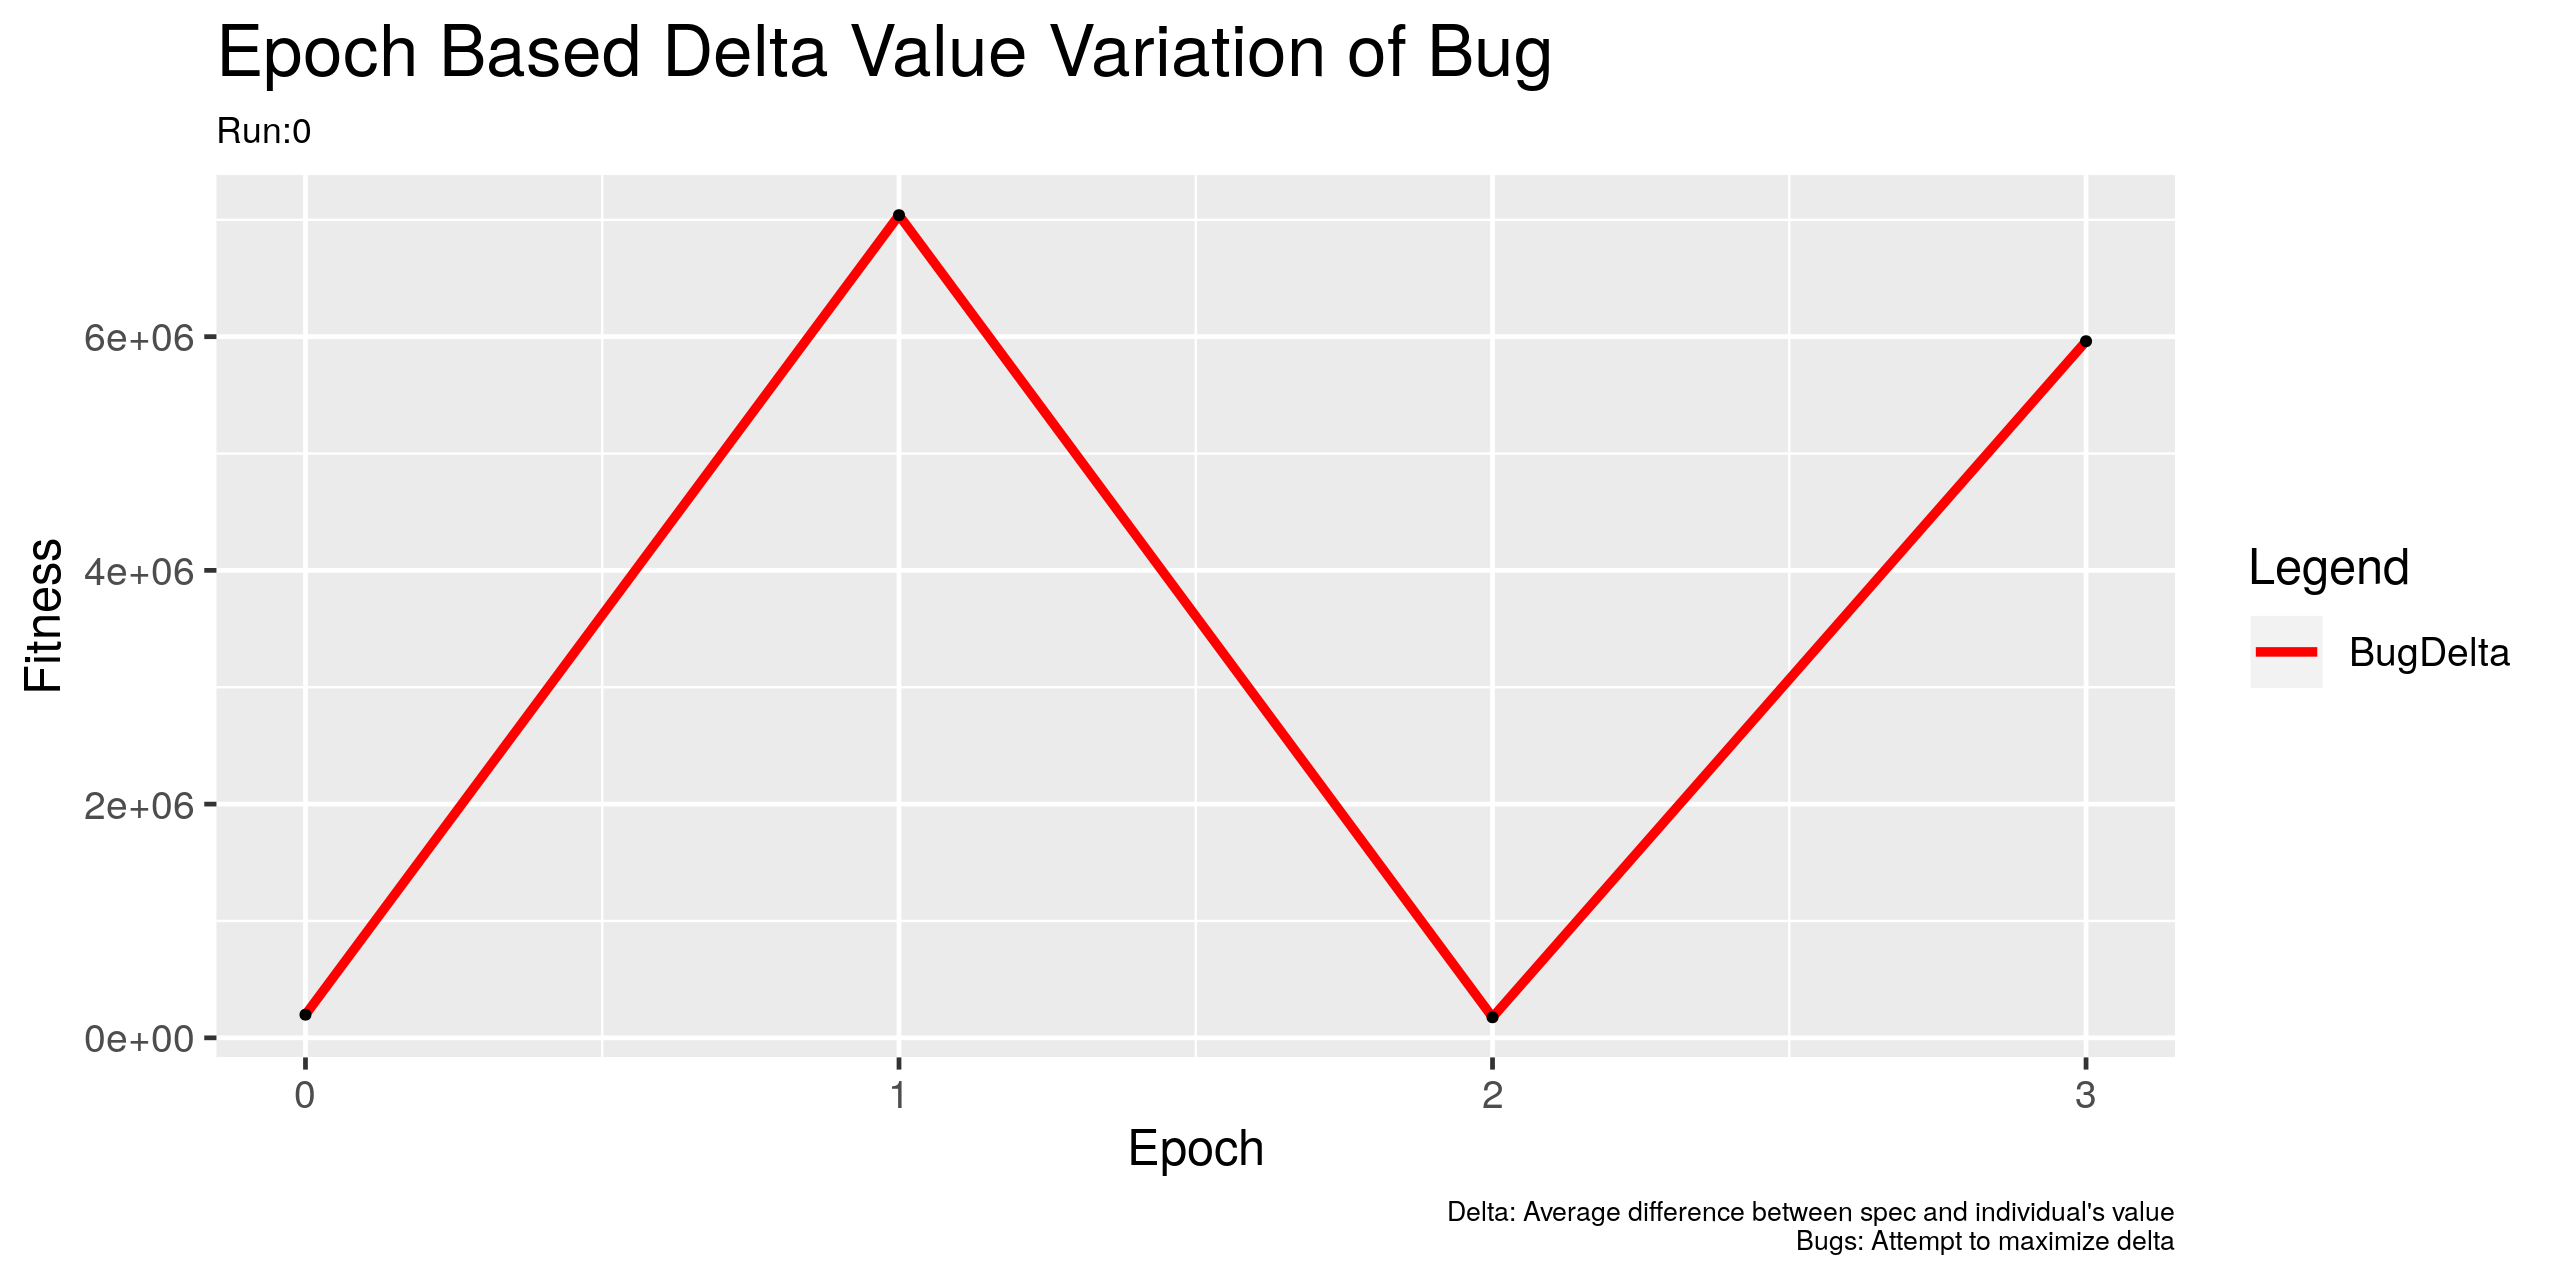 Epoch Based Delta Value Variation of Bug
Run:0
Fitness
6e+06
4e+06
2e+06
0e+00
0
1
2
3
Epoch
Legend
BugDelta
Delta: Average difference between spec and individual's value
Bugs: Attempt to maximize delta